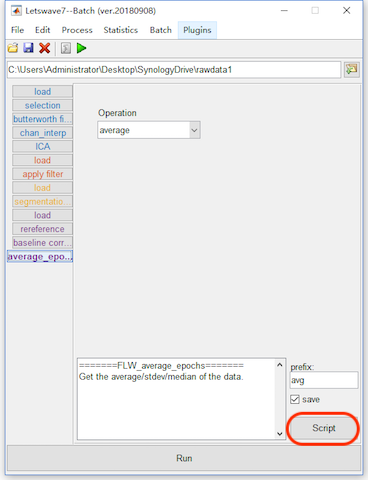 Letswave7--Batch (ver.20180908)
File Edit Process Statistics Batch Plugins
C:\Users\Administrator\Desktop\SynologyDrive\rawdata1
load
selection
butterworth fi...
chan_interp
ICA
load
apply filter
load
segmentatio...
load
rereference
baseline corr...
average_epo...
Operation
average
=======FLW_average_epochs=======
Get the average/stdev/median of the data.
prefix:
avg
save
Script
Run